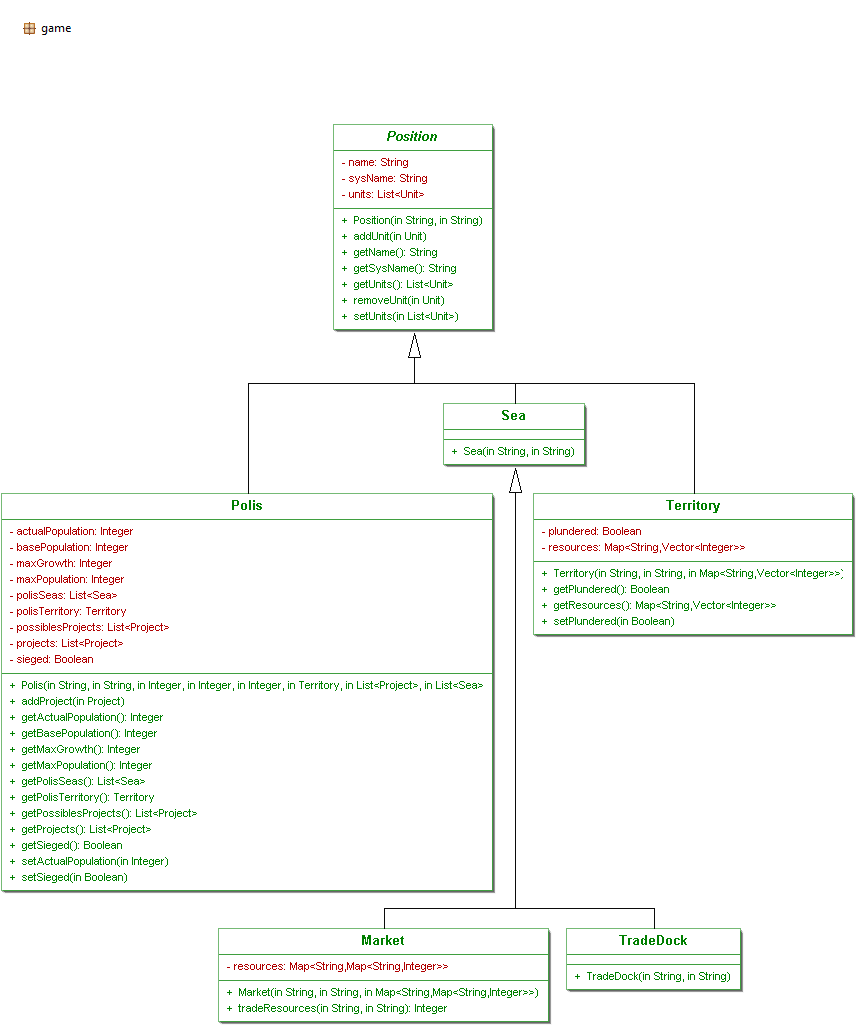 game
Position
- name: String
- sysName: String
- units: List<Unit>
+ Position(in String, in String)
+ addUnit(in Unit)
+ getName(): String
+ getSysName(): String
+ getUnits(): List<Unit>
+ removeUnit(in Unit)
+ setUnits(in List<Unit>)
Sea
+ Sea(in String, in String)
Polis
- actualPopulation: Integer
- basePopulation: Integer
- maxGrowth: Integer
- maxPopulation: Integer
- polisSeas: List<Sea>
- polisTerritory: Territory
- possiblesProjects: List<Project>
- projects: List<Project>
- sieged: Boolean
+ Polis(in String, in String, in Integer, in Integer, in Integer, in Territory, in List<Project>, in List<Sea>
+ addProject(in Project)
+ getActualPopulation(): Integer
+ getBasePopulation(): Integer
+ getMaxGrowth(): Integer
+ getMaxPopulation(): Integer
+ getPolisSeas(): List<Sea>
+ getPolisTerritory(): Territory
+ getPossiblesProjects(): List<Project>
+ getProjects(): List<Project>
+ getSieged(): Boolean
+ setActualPopulation(in Integer)
+ setSieged(in Boolean)
Territory
- plundered: Boolean
- resources: Map<String,Vector<Integer>>
+ Territory(in String, in String, in Map<String,Vector<Integer>>)
+ getPlundered(): Boolean
+ getResources(): Map<String,Vector<Integer>>
+ setPlundered(in Boolean)
Market
- resources: Map<String,Map<String,Integer>>
+ Market(in String, in String, in Map<String,Map<String,Integer>>)
+ tradeResources(in String, in String): Integer
TradeDock
+ TradeDock(in String, in String)